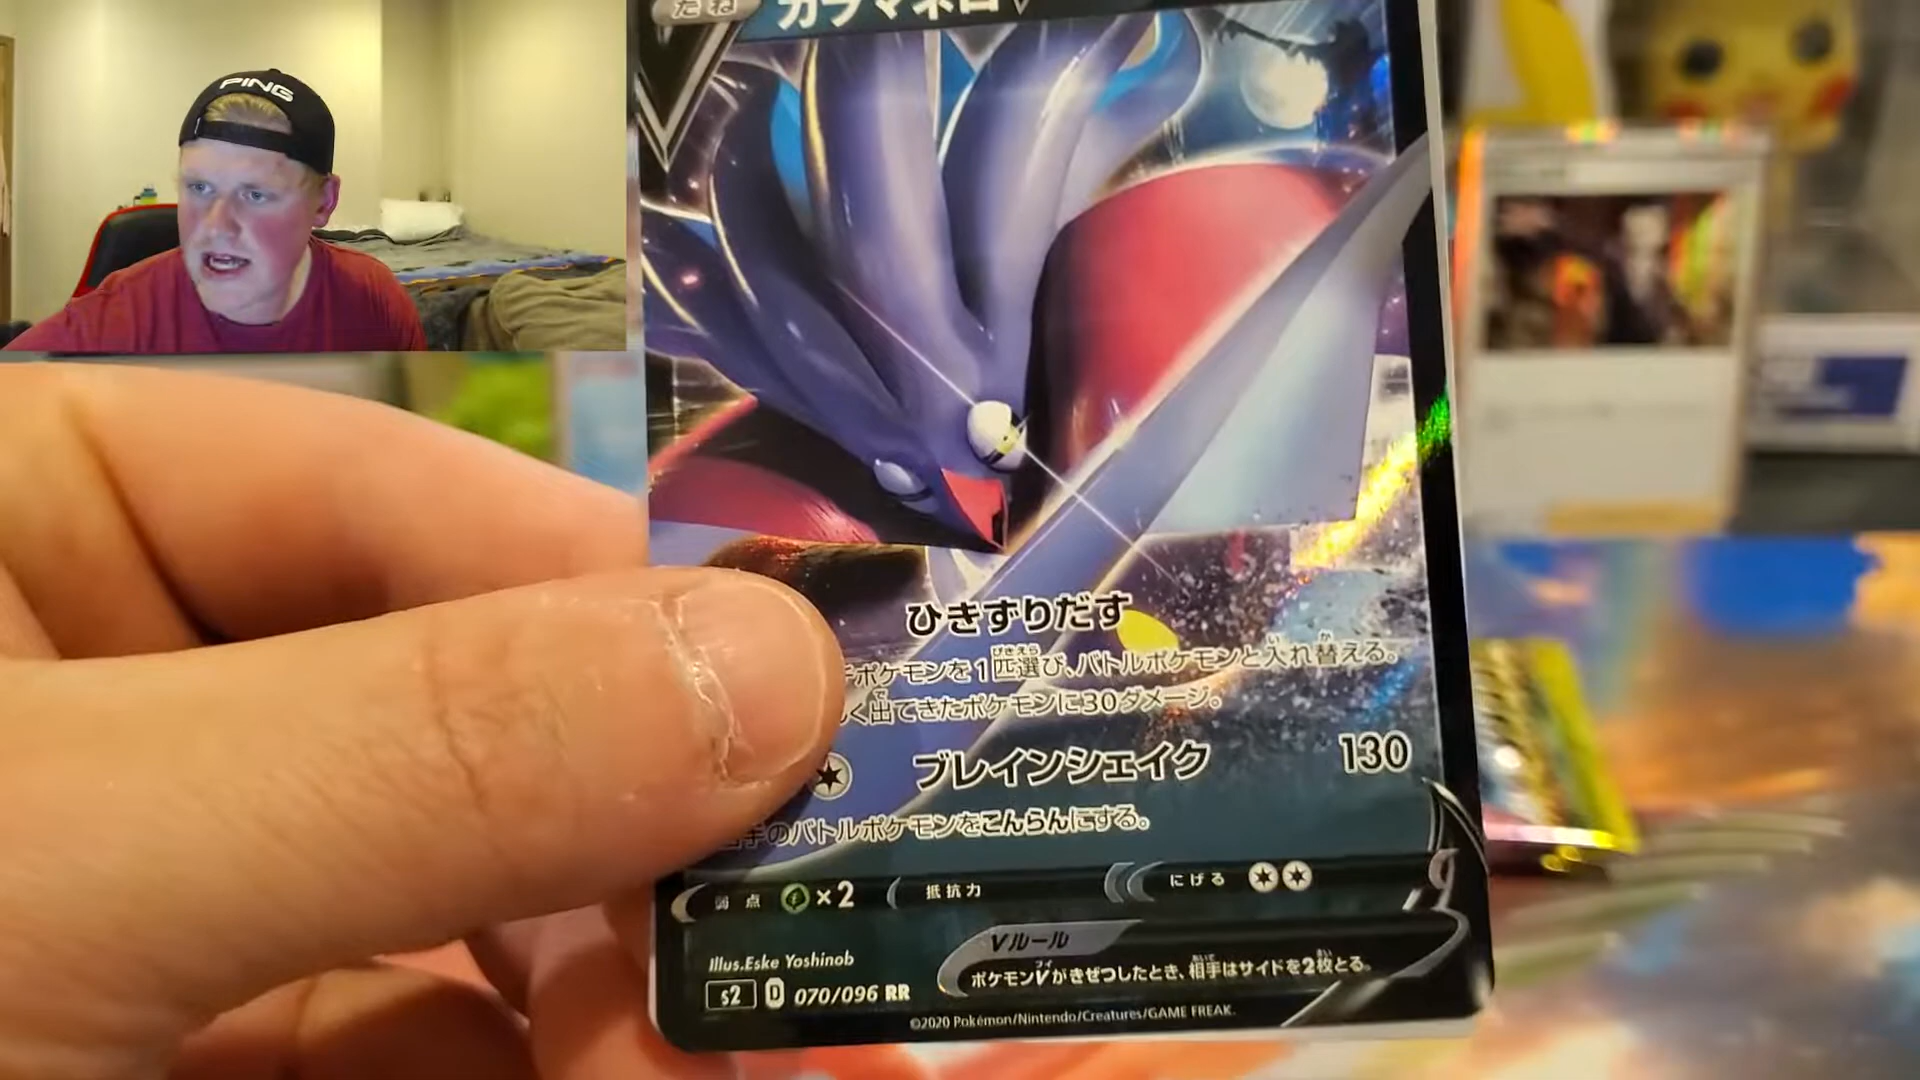 PING
たね
カラマネロV
ひきずりだす
ポケモンを1匹選び、バトルポケモンと入れ替える。
く出てきたポケモンに30ダメージ。
ブレインシェイク 130
手のバトルポケモンをこんらんにする。
弱点 ×2 抵抗力 にげる
Vルール
ポケモンVがきぜつしたとき、相手はサイドを2枚とる。
Illus.Eske Yoshinob
s2 D 070/096 RR
©2020 Pokémon/Nintendo/Creatures/GAME FREAK.